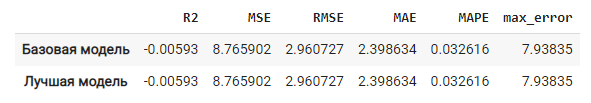 R2 MSE RMSE MAE MAPE max_error
Базовая модель -0.00593 8.765902 2.960727 2.398634 0.032616 7.93835
Лучшая модель -0.00593 8.765902 2.960727 2.398634 0.032616 7.93835